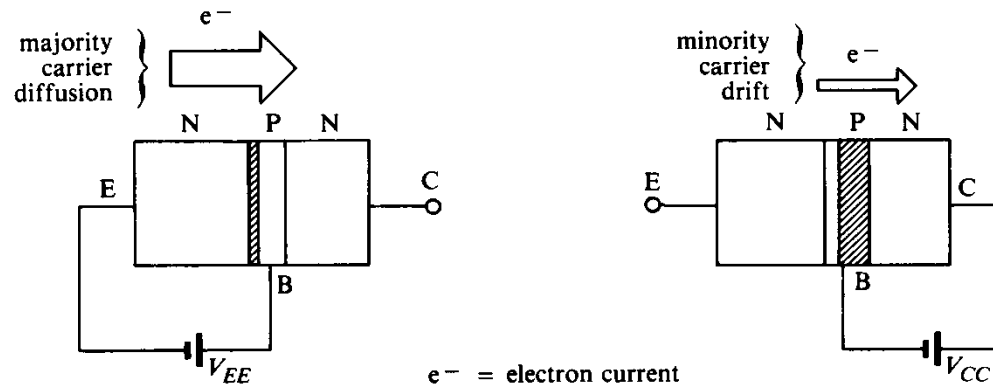 e⁻
majority
carrier
diffusion
N P N
E
C
B
V_EE
minority
carrier
drift
e⁻
N P N
E
C
B
V_CC
e⁻ = electron current